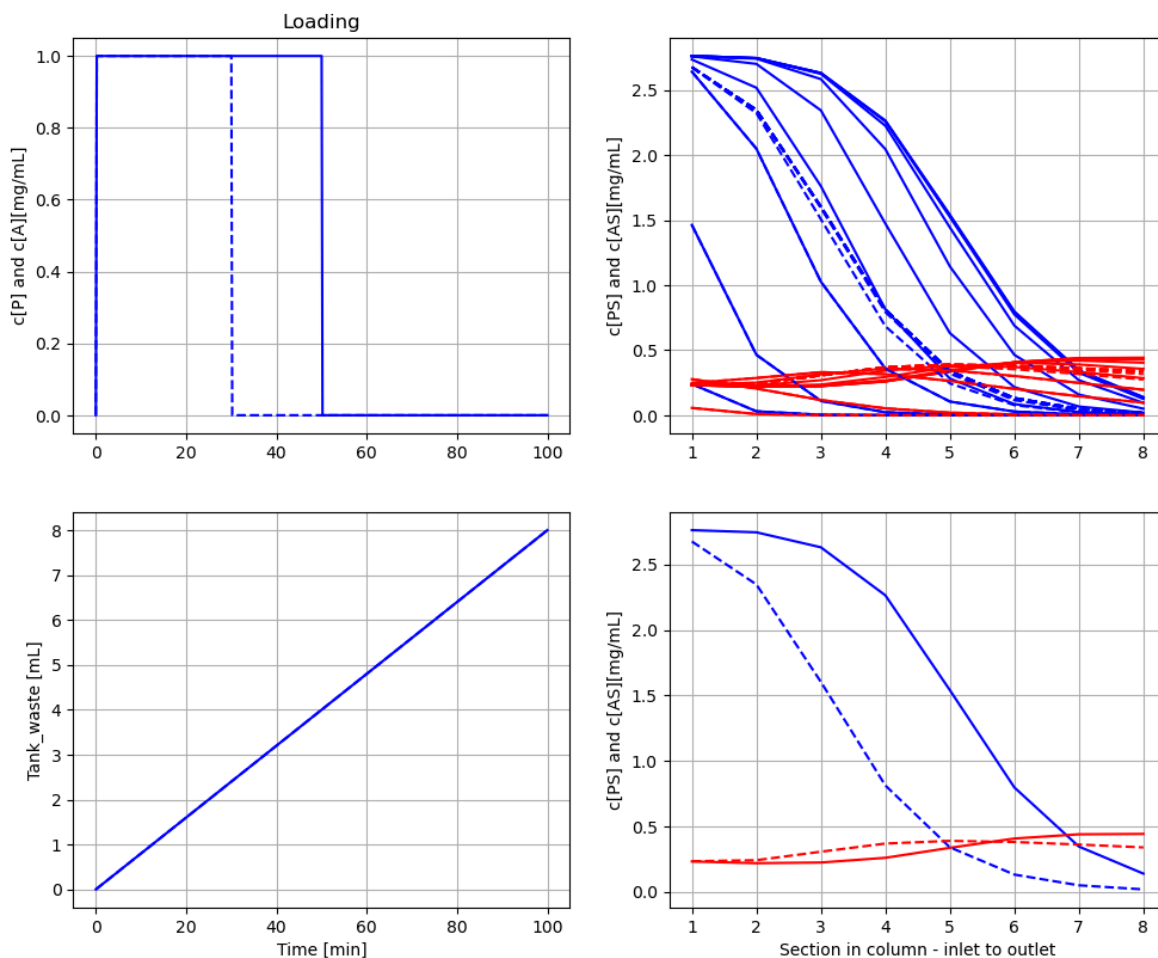 Loading
c[P] and c[A][mg/mL]
1.0
0.8
0.6
0.4
0.2
0.0
0 20 40 60 80 100
c[PS] and c[AS][mg/mL]
2.5
2.0
1.5
1.0
0.5
0.0
1 2 3 4 5 6 7 8
Tank_waste [mL]
8
7
6
5
4
3
2
1
0
0 20 40 60 80 100
Time [min]
c[PS] and c[AS][mg/mL]
2.5
2.0
1.5
1.0
0.5
0.0
1 2 3 4 5 6 7 8
Section in column - inlet to outlet